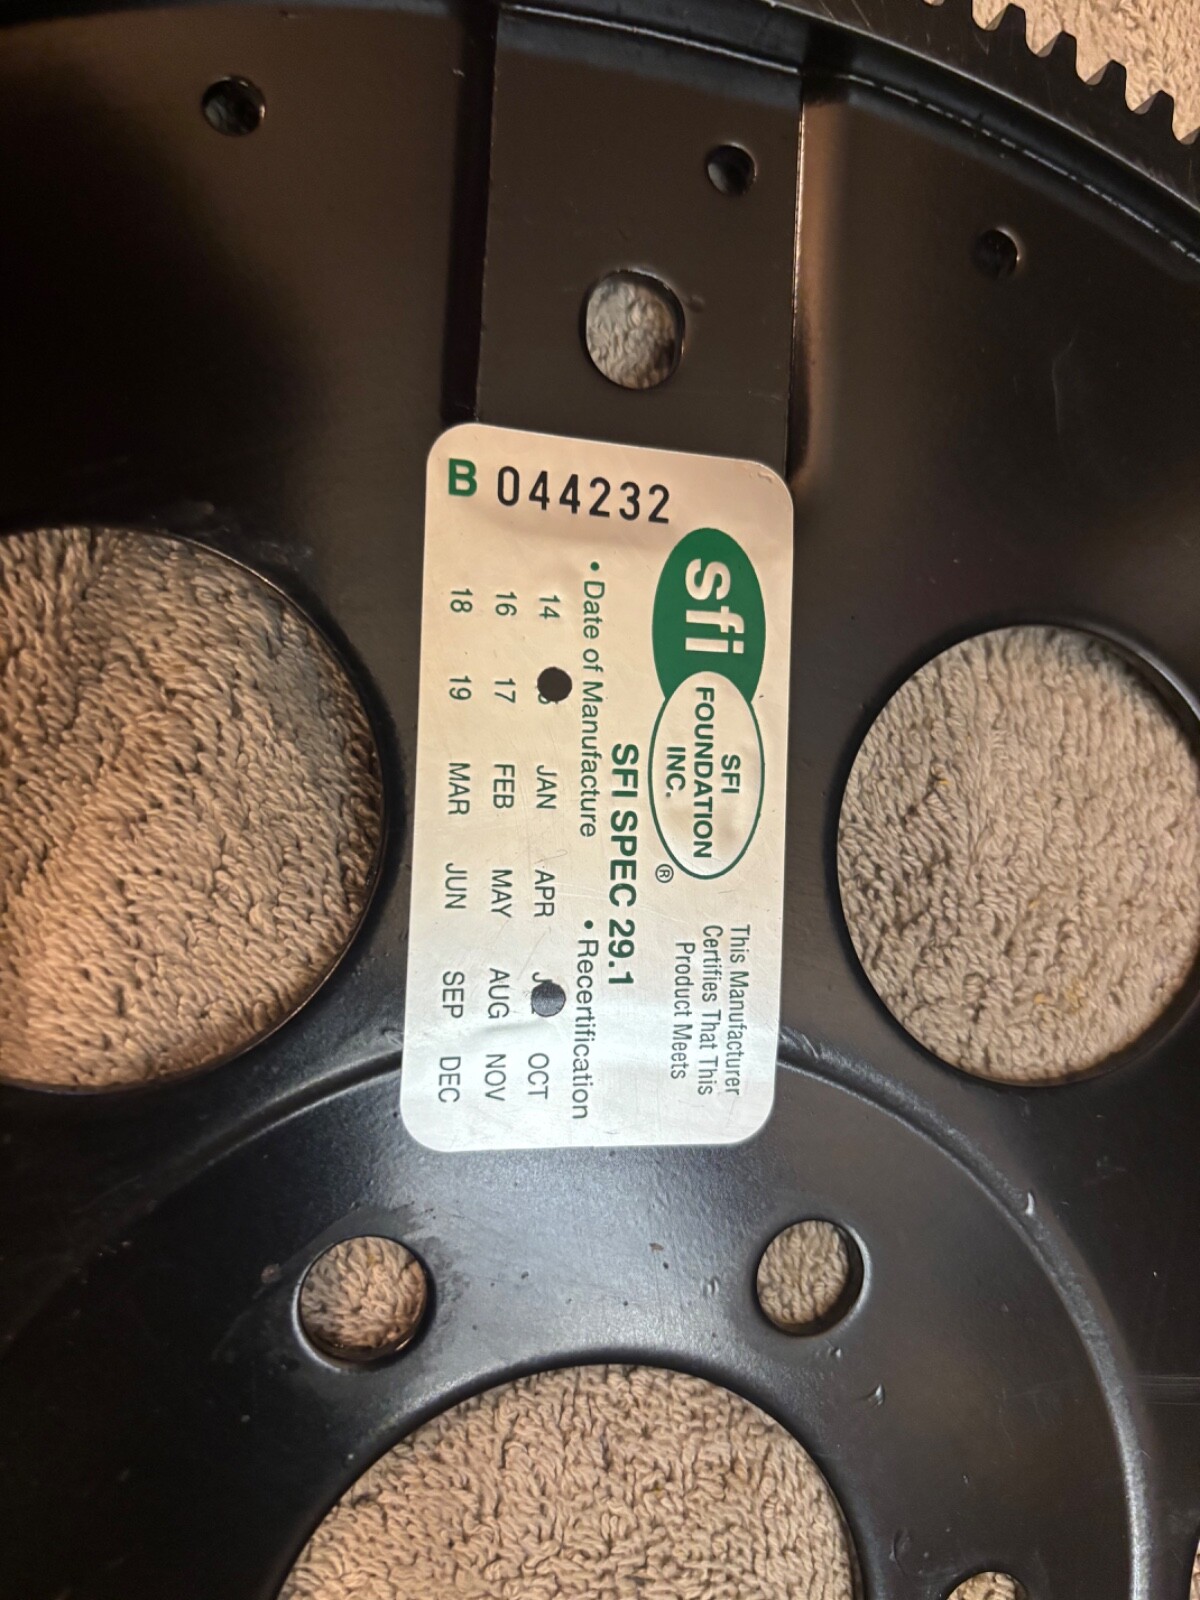 B 044232
sfi
SFI
FOUNDATION
INC.
®
This Manufacturer
Certifies That This
Product Meets
SFI SPEC 29.1
• Date of Manufacture • Recertification
14 JAN APR OCT
16 17 FEB MAY AUG NOV
18 19 MAR JUN SEP DEC